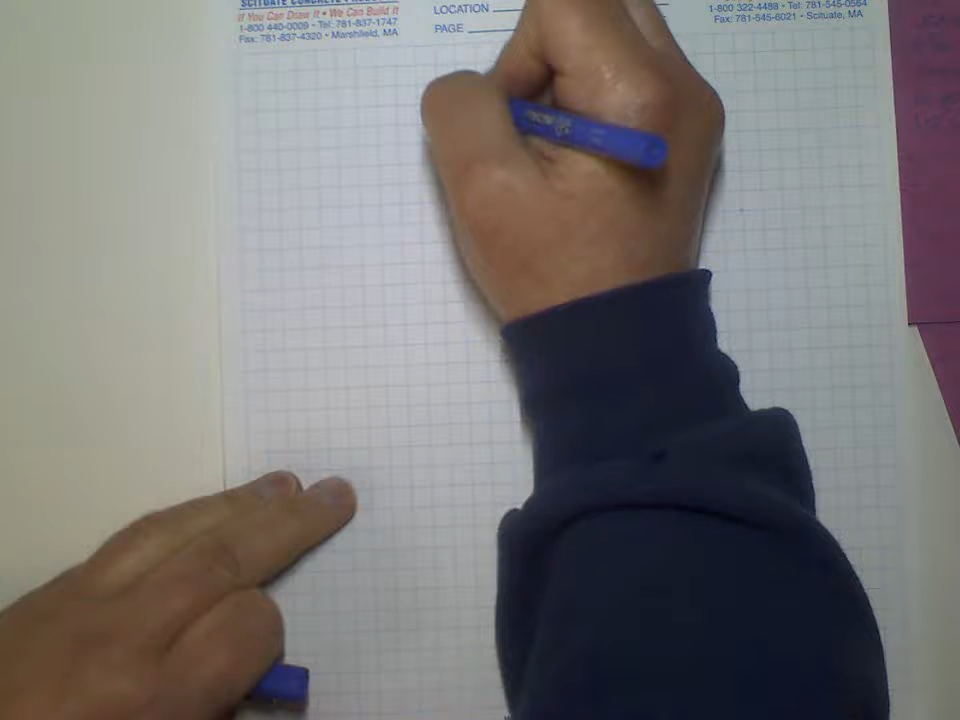 SCITUATE CONCRETE
If You Can Draw It • We Can Build It
1-800 440-0009 • Tel: 781-837-1747
Fax: 781-837-4320 • Marshfield, MA
LOCATION
PAGE
1-800 322-4488 • Tel: 781-545-0564
Fax: 781-545-6021 • Scituate, MA